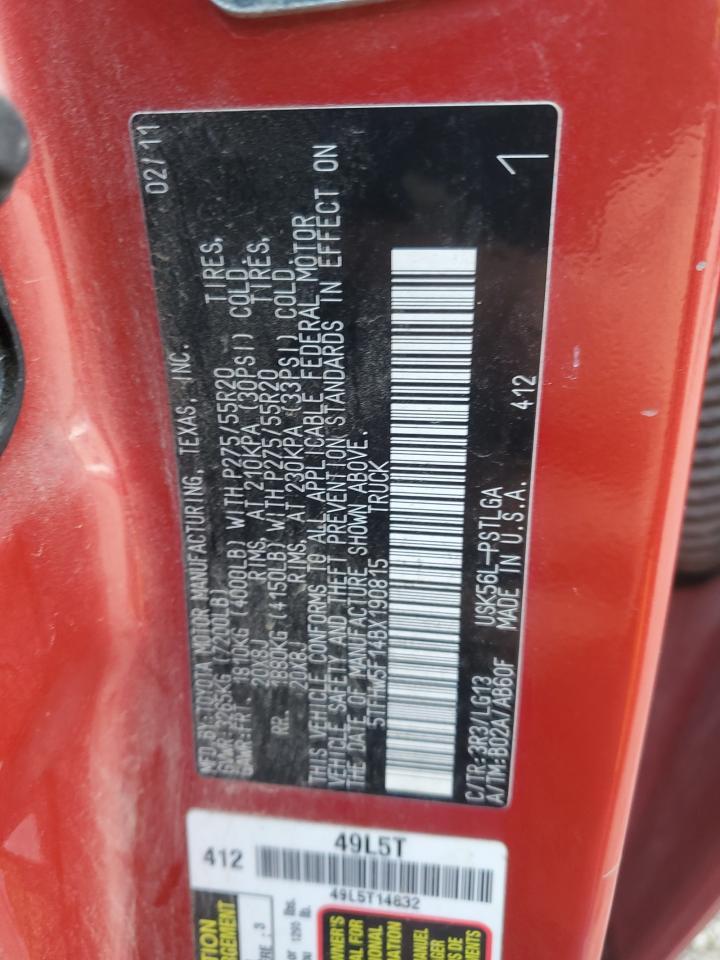 MFD.BY:TOYOTA MOTOR MANUFACTURING, TEXAS, INC. 02/11
GVWR: 3265KG (7200LB)
GAWR:FRT. 1810KG (4000LB) WITH P275/55R20 TIRES,
20X8J RIMS, AT 210KPA (30PSI) COLD.
RR. 1880KG (4150LB) WITH P275/55R20 TIRES,
20X8J RIMS, AT 230KPA (33PSI) COLD.
THIS VEHICLE CONFORMS TO ALL APPLICABLE FEDERAL MOTOR
VEHICLE SAFETY AND THEFT PREVENTION STANDARDS IN EFFECT ON
THE DATE OF MANUFACTURE SHOWN ABOVE.
5TFHW5F14BX190815 TRUCK
C/TR:3R3/LG13 USK56L-PSTLGA 412
A/TM:B02A/AB60F MADE IN U.S.A. 1
412 49L5T
49L5T14832